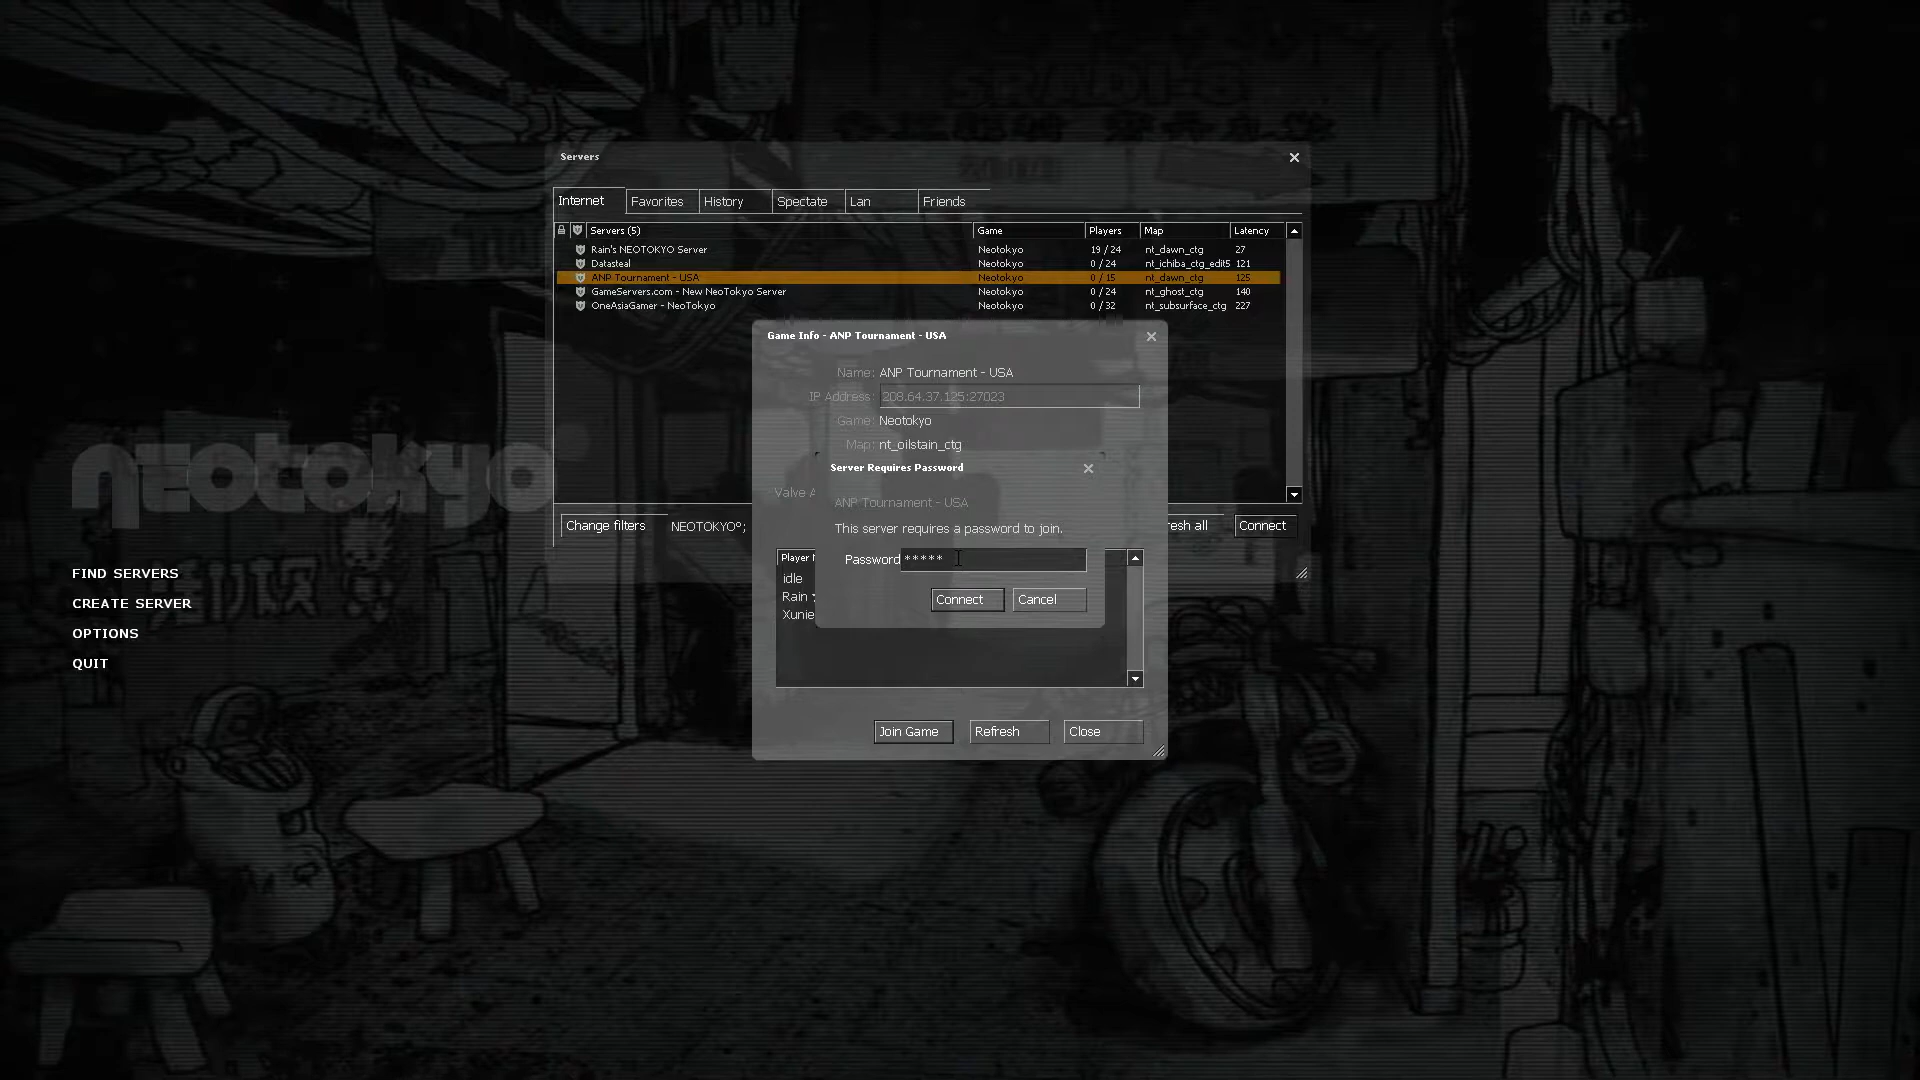 Servers
Internet Favorites History Spectate Lan Friends
Servers (5) Game Players Map Latency
Rain's NEOTOKYO Server Neotokyo 19 / 24 nt_dawn_ctg 27
Datasteal Neotokyo 0 / 24 nt_ichiba_ctg_edit5 121
ANP Tournament - USA Neotokyo 0 / 15 nt_dawn_ctg 125
GameServers.com - New NeoTokyo Server Neotokyo 0 / 24 nt_ghost_ctg 140
OneAsiaGamer - NeoTokyo Neotokyo 0 / 32 nt_subsurface_ctg 227
Game Info - ANP Tournament - USA
Name: ANP Tournament - USA
IP Address: 208.64.37.125:27023
Game: Neotokyo
Map: nt_oilstain_ctg
Server Requires Password
Valve A
ANP Tournament - USA
This server requires a password to join.
Password *****
Connect Cancel
Player
idle
Rain
Xunie
Join Game Refresh Close
Change filters NEOTOKYO°; esh all Connect
neotokyo
FIND SERVERS
CREATE SERVER
OPTIONS
QUIT